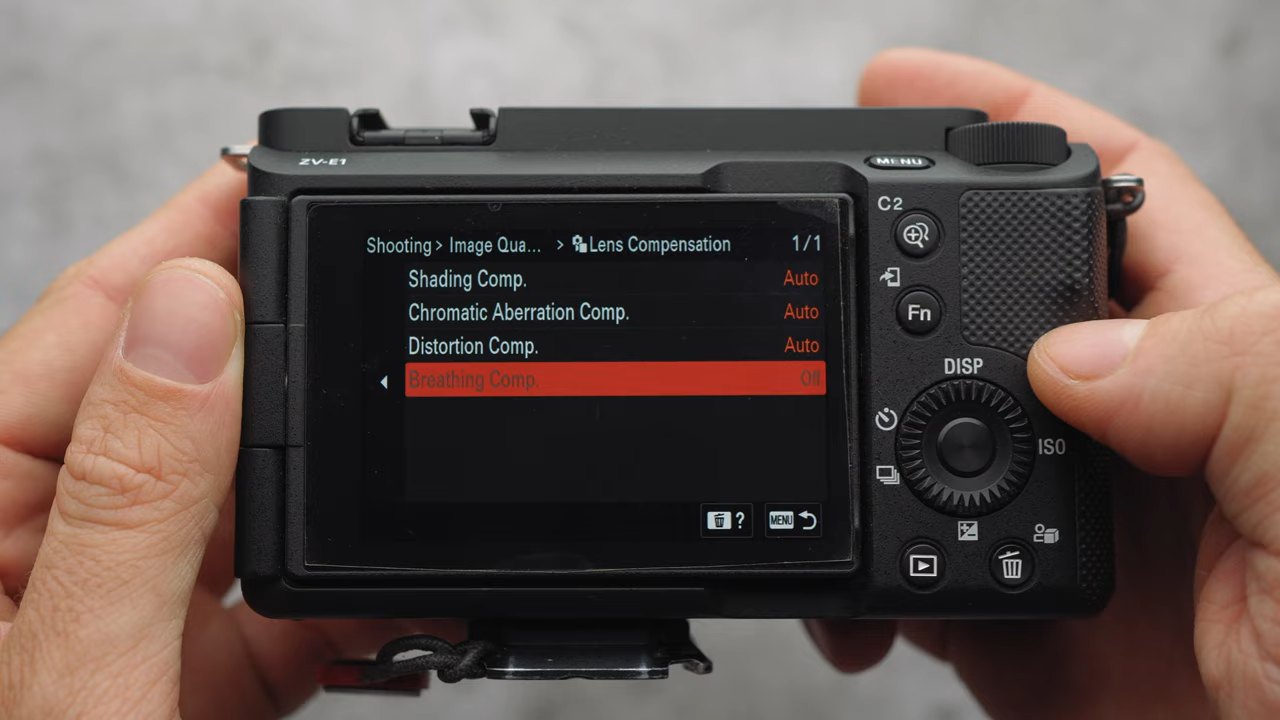 ZV-E1
MENU
C2
Shooting > Image Qua... > Lens Compensation 1/1
Shading Comp. Auto
Chromatic Aberration Comp. Auto
Distortion Comp. Auto
Breathing Comp. Off
Fn
DISP
ISO
? MENU